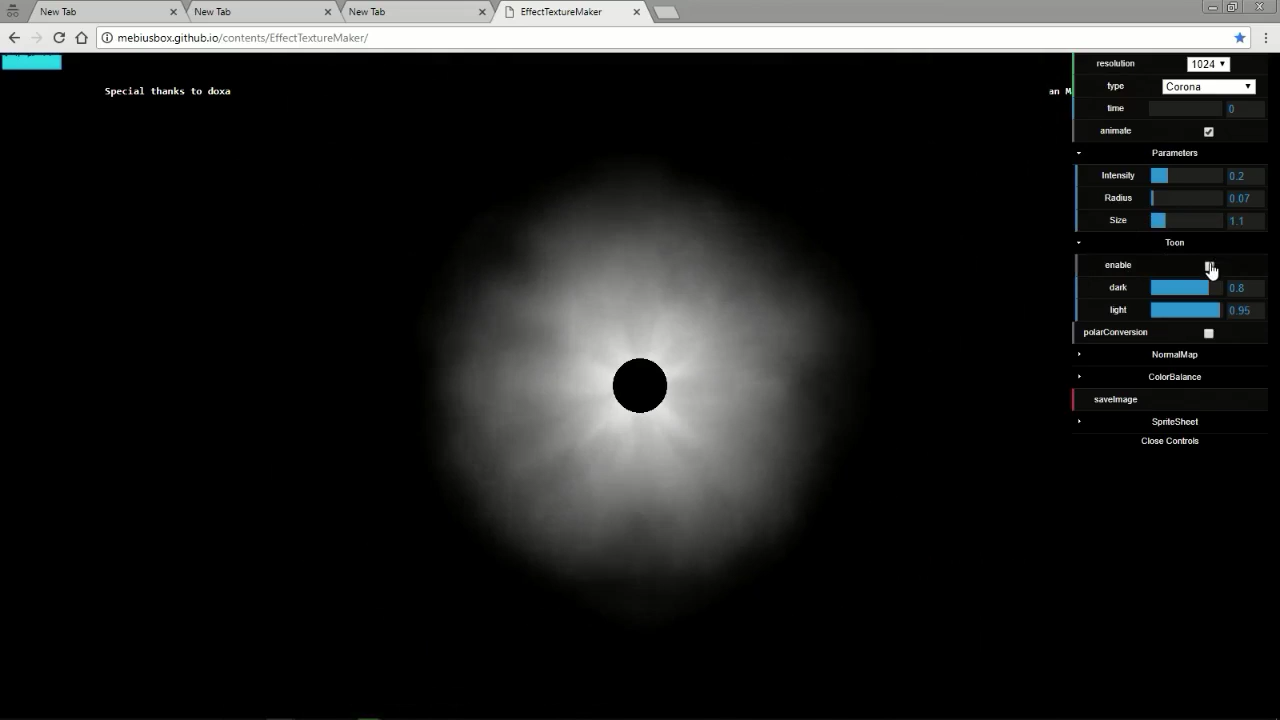 New Tab
New Tab
New Tab
EffectTextureMaker
mebiusbox.github.io/contents/EffectTextureMaker/
Special thanks to doxa
an M
resolution 1024
type Corona
time 0
animate
Parameters
Intensity 0.2
Radius 0.07
Size 1.1
Toon
enable
dark 0.8
light 0.95
polarConversion
NormalMap
ColorBalance
saveImage
SpriteSheet
Close Controls